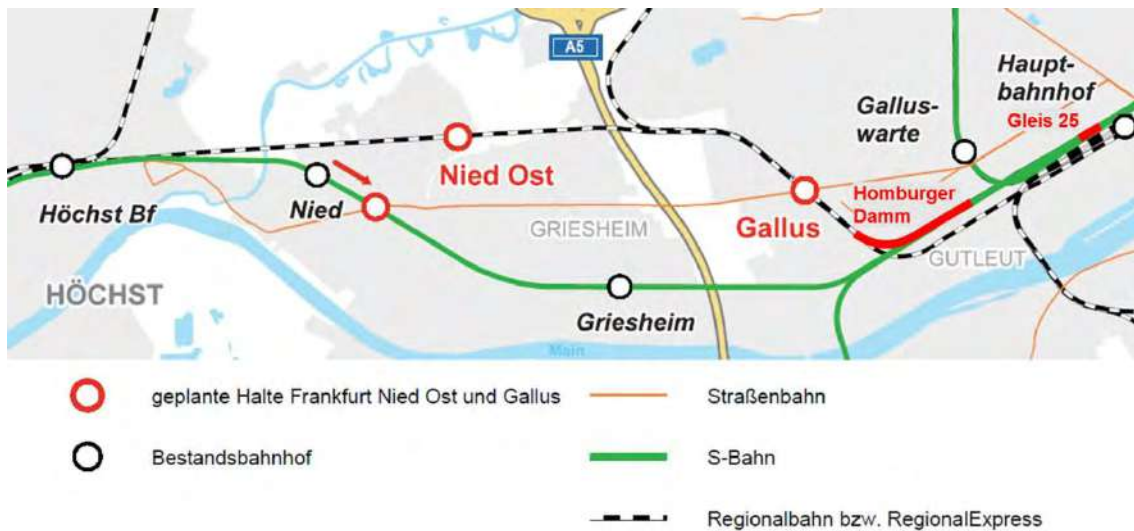 A5
Haupt-
bahnhof
Gleis 25
Gallus-
warte
Nied Ost
Höchst Bf
Nied
Homburger
Damm
GRIESHEIM
Gallus
GUTLEUT
HÖCHST
Griesheim
Main
geplante Halte Frankfurt Nied Ost und Gallus
Straßenbahn
Bestandsbahnhof
S-Bahn
Regionalbahn bzw. RegionalExpress